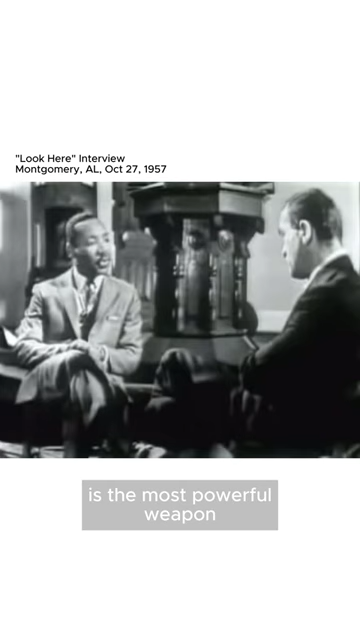 "Look Here" Interview
Montgomery, AL, Oct 27, 1957
is the most powerful
weapon